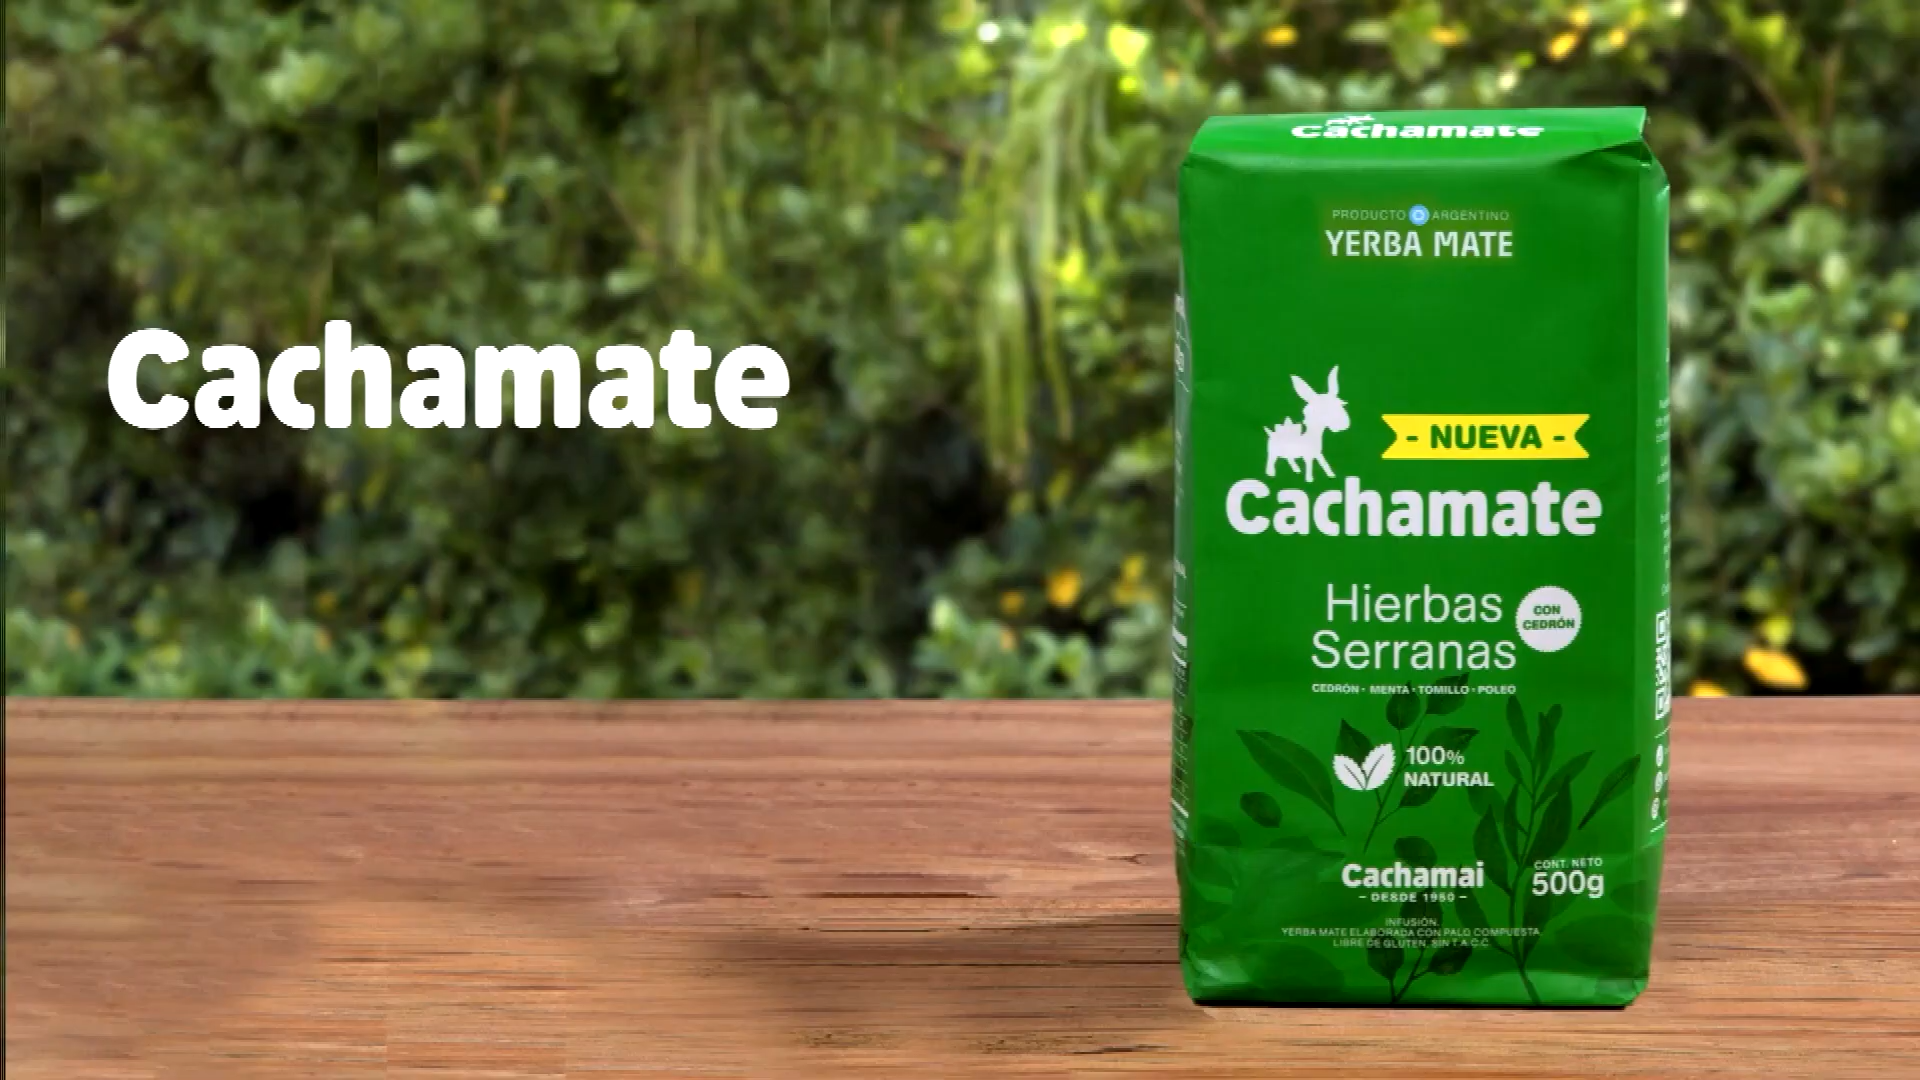 Cachamate
Cachamate
PRODUCTO ARGENTINO
YERBA MATE
- NUEVA -
Cachamate
Hierbas
Serranas
CON
CEDRÓN
CEDRÓN · MENTA · TOMILLO · POLEO
100%
NATURAL
Cachamai
– DESDE 1950 –
CONT. NETO
500g
INFUSIÓN.
YERBA MATE ELABORADA CON PALO COMPUESTA.
LIBRE DE GLUTEN, SIN T.A.C.C.